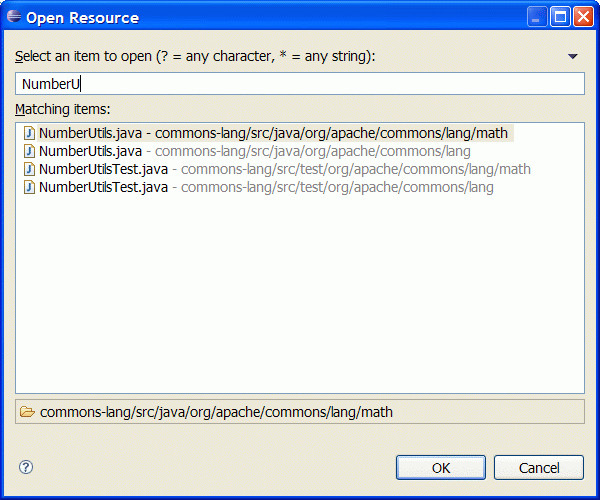 Open Resource
Select an item to open (? = any character, * = any string):
NumberU
Matching items:
NumberUtils.java - commons-lang/src/java/org/apache/commons/lang/math
NumberUtils.java - commons-lang/src/java/org/apache/commons/lang
NumberUtilsTest.java - commons-lang/src/test/org/apache/commons/lang/math
NumberUtilsTest.java - commons-lang/src/test/org/apache/commons/lang
commons-lang/src/java/org/apache/commons/lang/math
OK Cancel